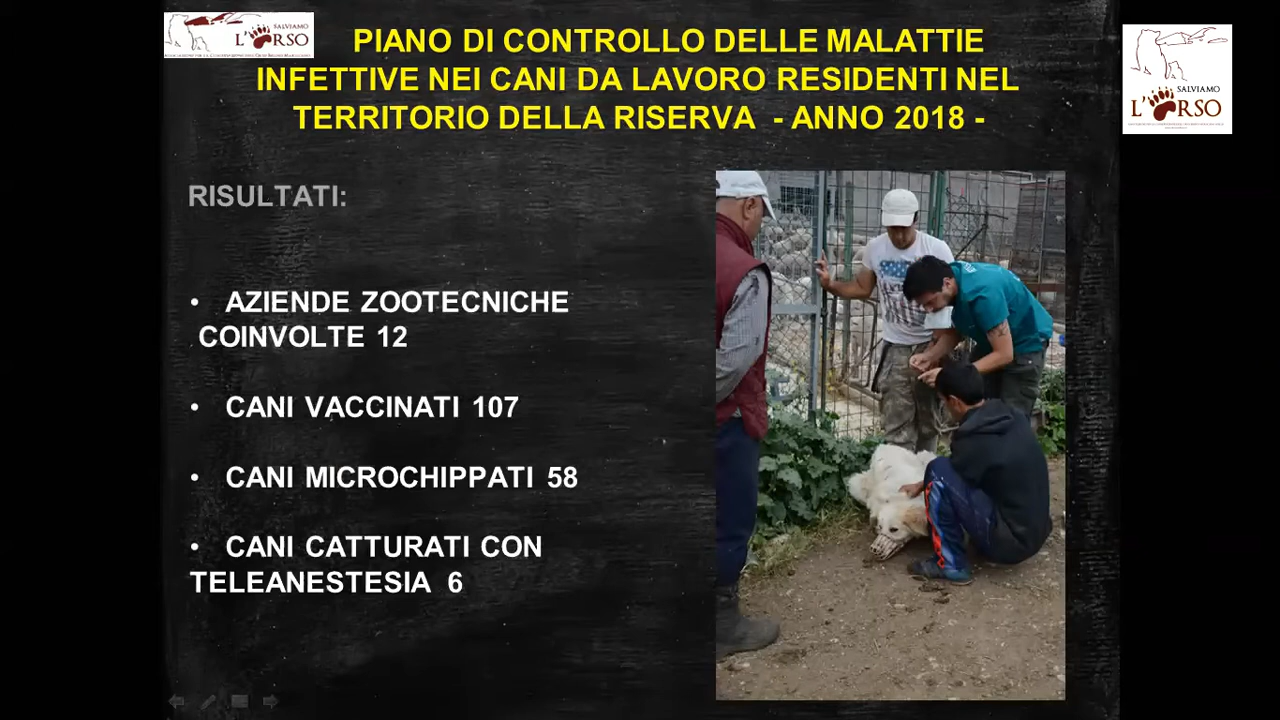 SALVIAMO
L'ORSO
PIANO DI CONTROLLO DELLE MALATTIE
INFETTIVE NEI CANI DA LAVORO RESIDENTI NEL
TERRITORIO DELLA RISERVA - ANNO 2018 -
SALVIAMO
L'ORSO
RISULTATI:
• AZIENDE ZOOTECNICHE
COINVOLTE 12
• CANI VACCINATI 107
• CANI MICROCHIPPATI 58
• CANI CATTURATI CON
TELEANESTESIA 6